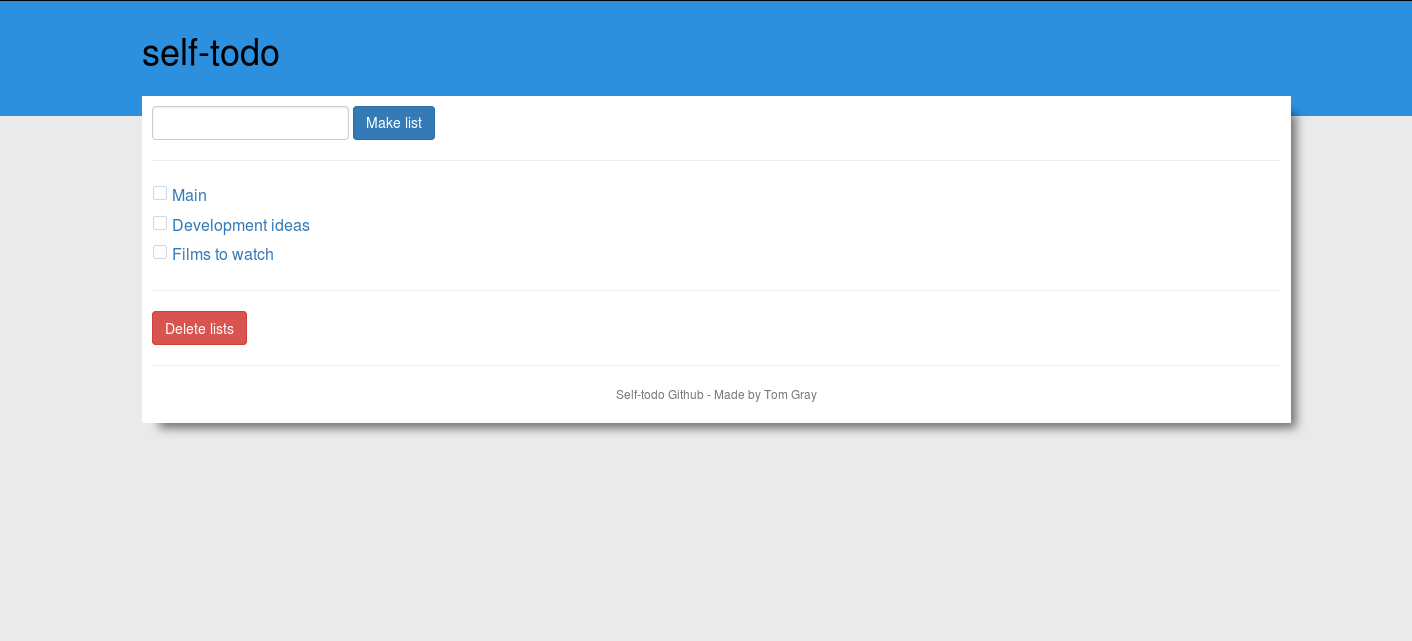 self-todo
Make list
Main
Development ideas
Films to watch
Delete lists
Self-todo Github - Made by Tom Gray